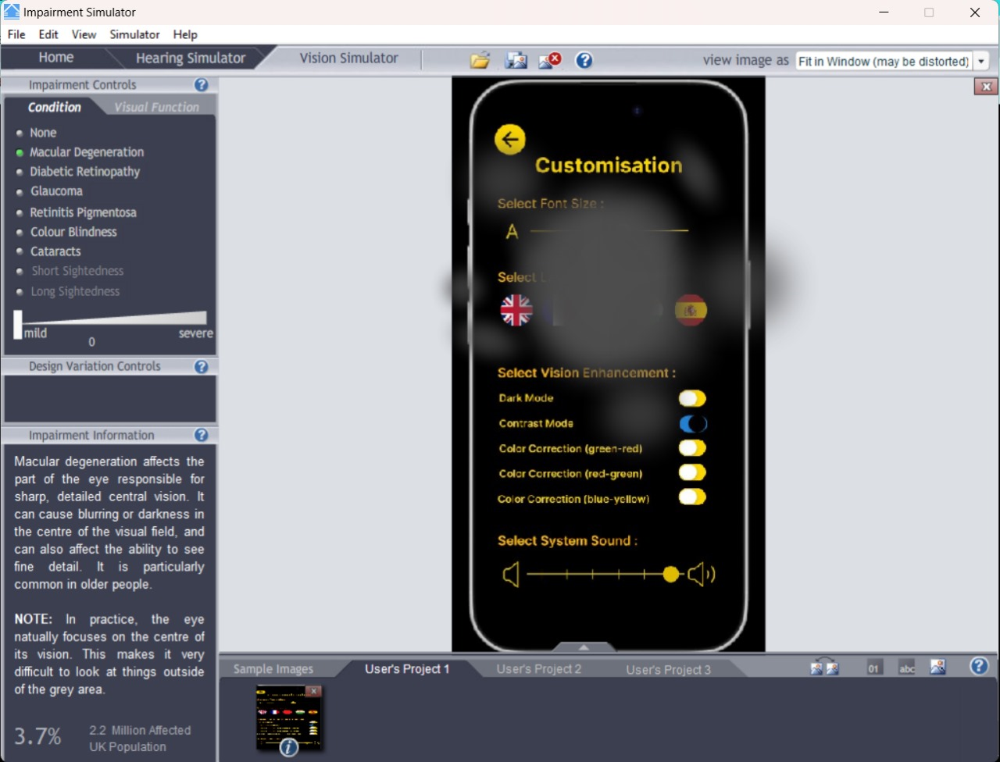 Impairment Simulator
File Edit View Simulator Help
Home Hearing Simulator Vision Simulator view image as Fit in Window (may be distorted)
Impairment Controls
Condition Visual Function
None
Macular Degeneration
Diabetic Retinopathy
Glaucoma
Retinitis Pigmentosa
Colour Blindness
Cataracts
Short Sightedness
Long Sightedness
mild severe
0
Design Variation Controls
Impairment Information
Macular degeneration affects the
part of the eye responsible for
sharp, detailed central vision. It
can cause blurring or darkness in
the centre of the visual field, and
can also affect the ability to see
fine detail. It is particularly
common in older people.
NOTE: In practice, the eye
natually focuses on the centre of
its vision. This makes it very
difficult to look at things outside
of the grey area.
3.7% 2.2 Million Affected
UK Population
Customisation
Select Font Size :
A
Select
Select Vision Enhancement :
Dark Mode
Contrast Mode
Color Correction (green-red)
Color Correction (red-green)
Color Correction (blue-yellow)
Select System Sound :
Sample Images User's Project 1 User's Project 2 User's Project 3 01 abc